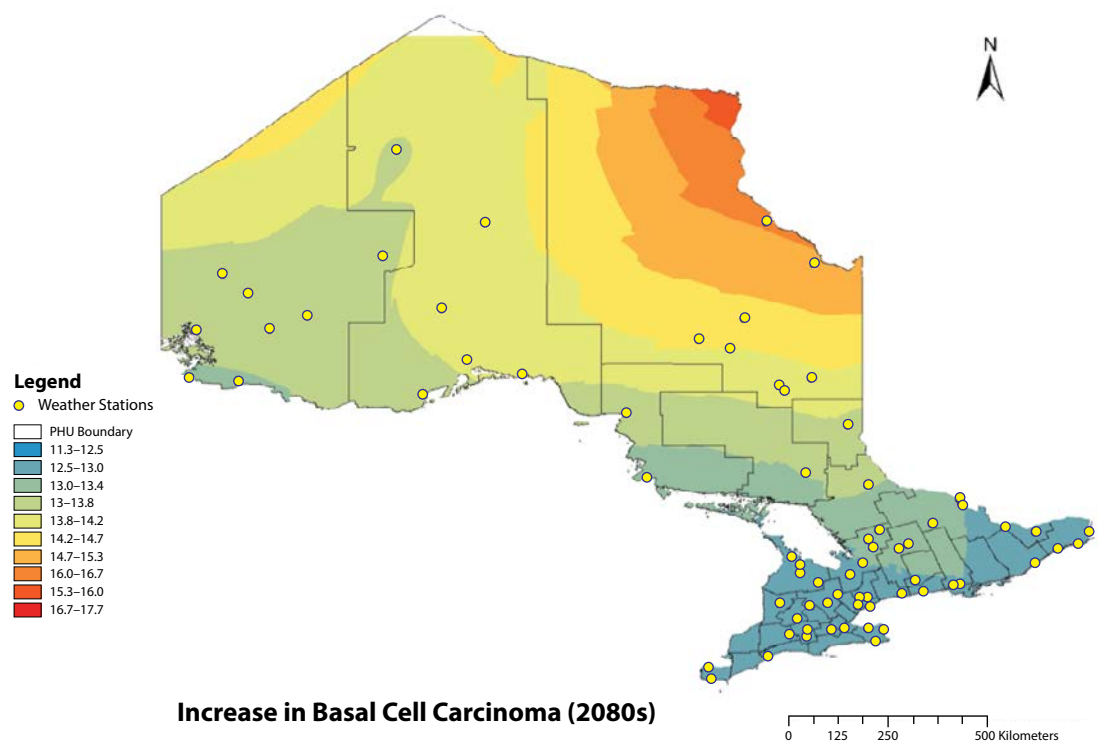 N
Legend
Weather Stations
PHU Boundary
11.3–12.5
12.5–13.0
13.0–13.4
13–13.8
13.8–14.2
14.2–14.7
14.7–15.3
16.0–16.7
15.3–16.0
16.7–17.7
Increase in Basal Cell Carcinoma (2080s)
0 125 250 500 Kilometers